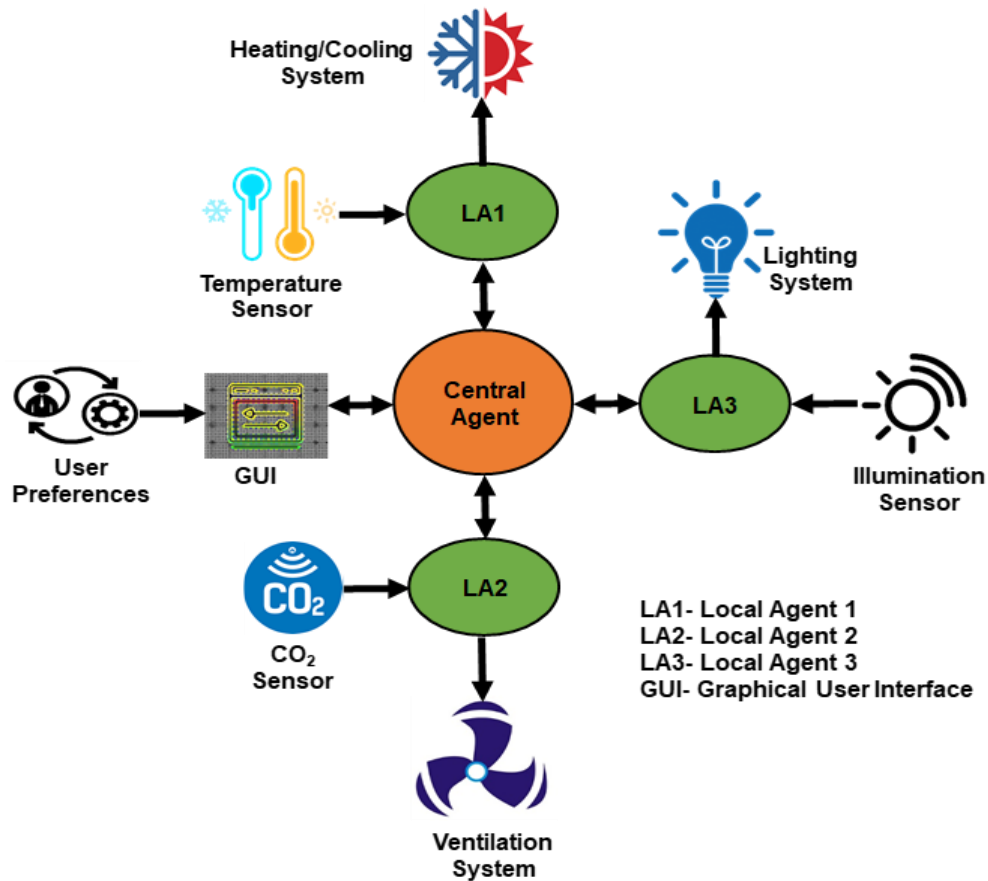 Heating/Cooling
System
LA1
Temperature
Sensor
Lighting
System
User
Preferences
GUI
Central
Agent
LA3
Illumination
Sensor
CO₂
CO₂
Sensor
LA2
LA1- Local Agent 1
LA2- Local Agent 2
LA3- Local Agent 3
GUI- Graphical User Interface
Ventilation
System